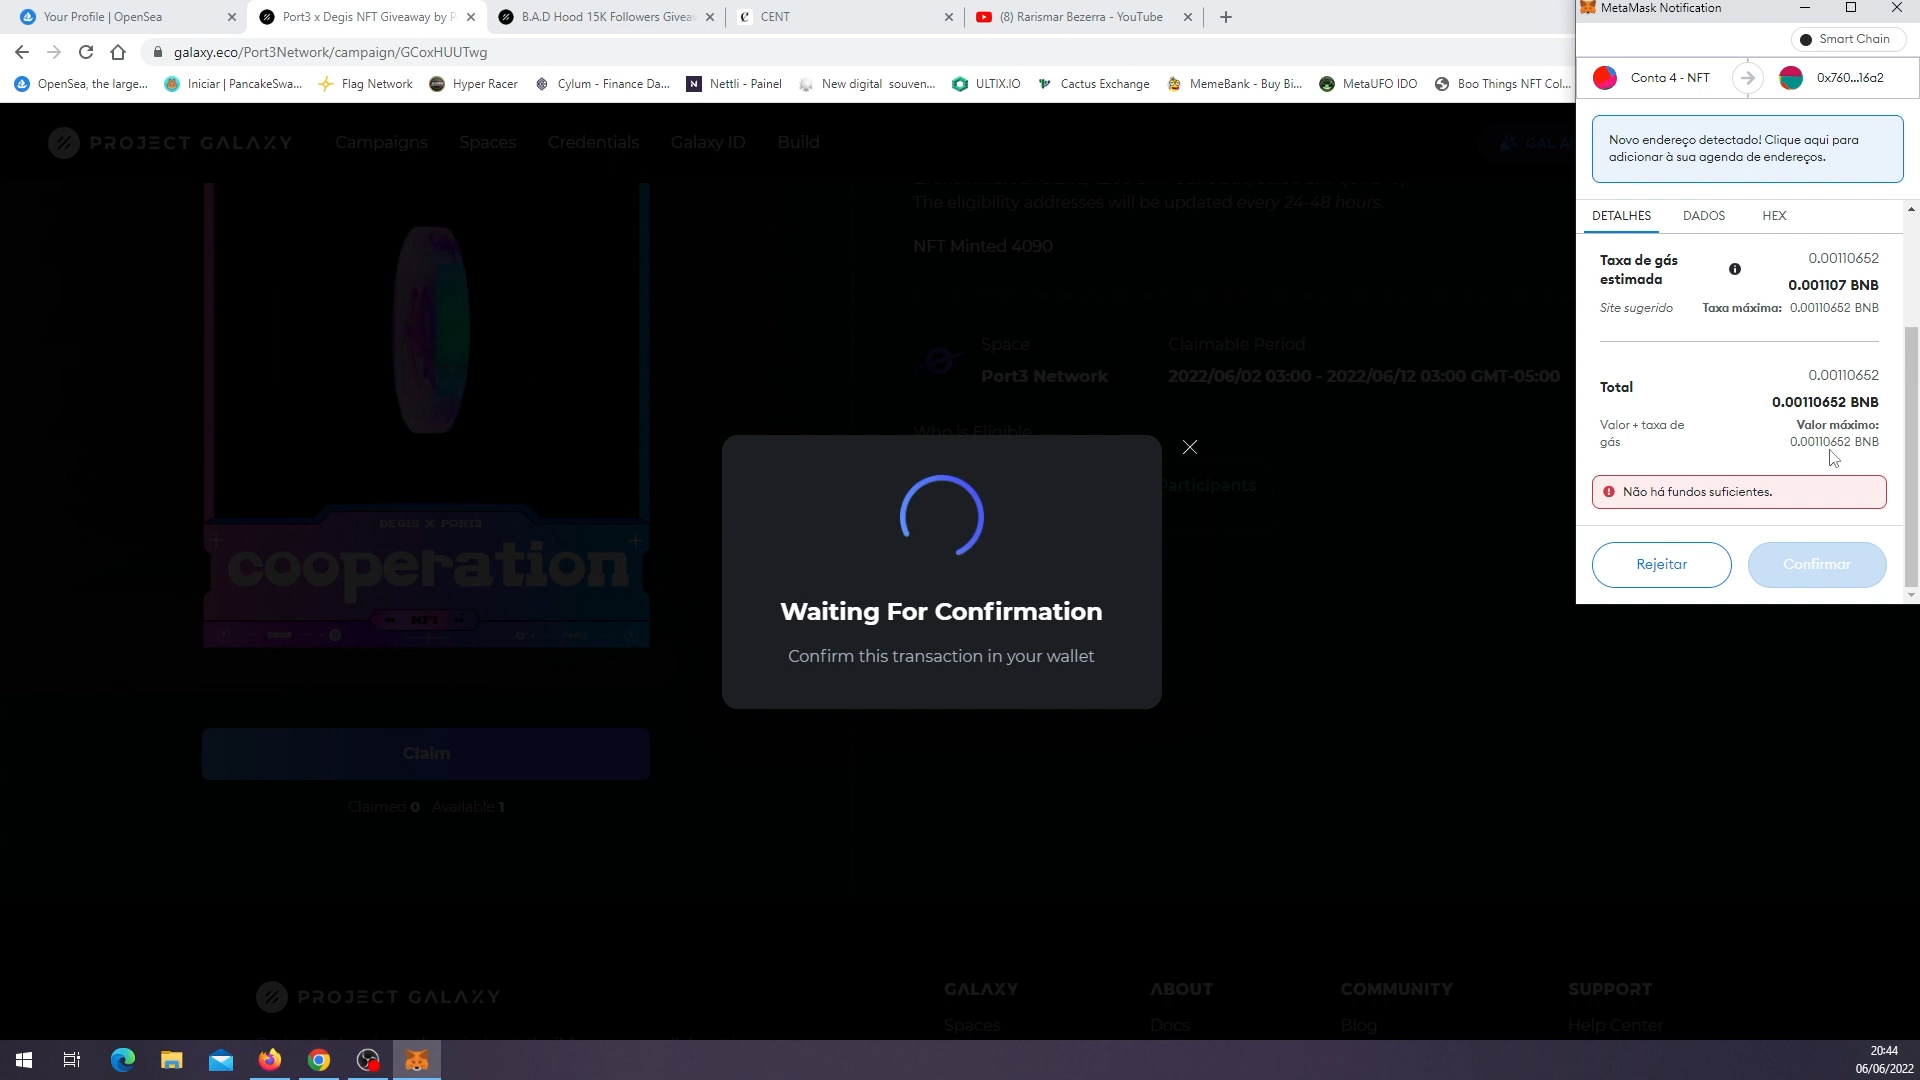 Your Profile | OpenSea
Port3 x Degis NFT Giveaway by P
B.A.D Hood 15K Followers Giveaw
CENT
(8) Rarismar Bezerra - YouTube
galaxy.eco/Port3Network/campaign/GCoxHUUTwg
OpenSea, the large...
Iniciar | PancakeSwa...
Flag Network
Hyper Racer
Cylum - Finance Da...
Nettli - Painel
New digital souven...
ULTIX.IO
Cactus Exchange
MemeBank - Buy Bi...
MetaUFO IDO
Boo Things NFT Col...
PROJECT GALAXY
Campaigns
Spaces
Credentials
Galaxy ID
Build
The eligibility addresses will be updated every 24-48 hours.
NFT Minted 4090
Space
Port3 Network
Claimable Period
2022/06/02 03:00 - 2022/06/12 03:00 GMT-05:00
Who is Eligible
Participants
DEGIS X PORT3
cooperation
NFT
Claim
Claimed 0 Available 1
Waiting For Confirmation
Confirm this transaction in your wallet
MetaMask Notification
Smart Chain
Conta 4 - NFT
0x760...16a2
Novo endereço detectado! Clique aqui para
adicionar à sua agenda de endereços.
DETALHES
DADOS
HEX
Taxa de gás
estimada
0.00110652
0.001107 BNB
Site sugerido
Taxa máxima: 0.00110652 BNB
Total
0.00110652
0.00110652 BNB
Valor + taxa de
gás
Valor máximo:
0.00110652 BNB
Não há fundos suficientes.
Rejeitar
Confirmar
PROJECT GALAXY
GALAXY
ABOUT
COMMUNITY
SUPPORT
Spaces
Docs
Blog
Help Center
20:44
06/06/2022